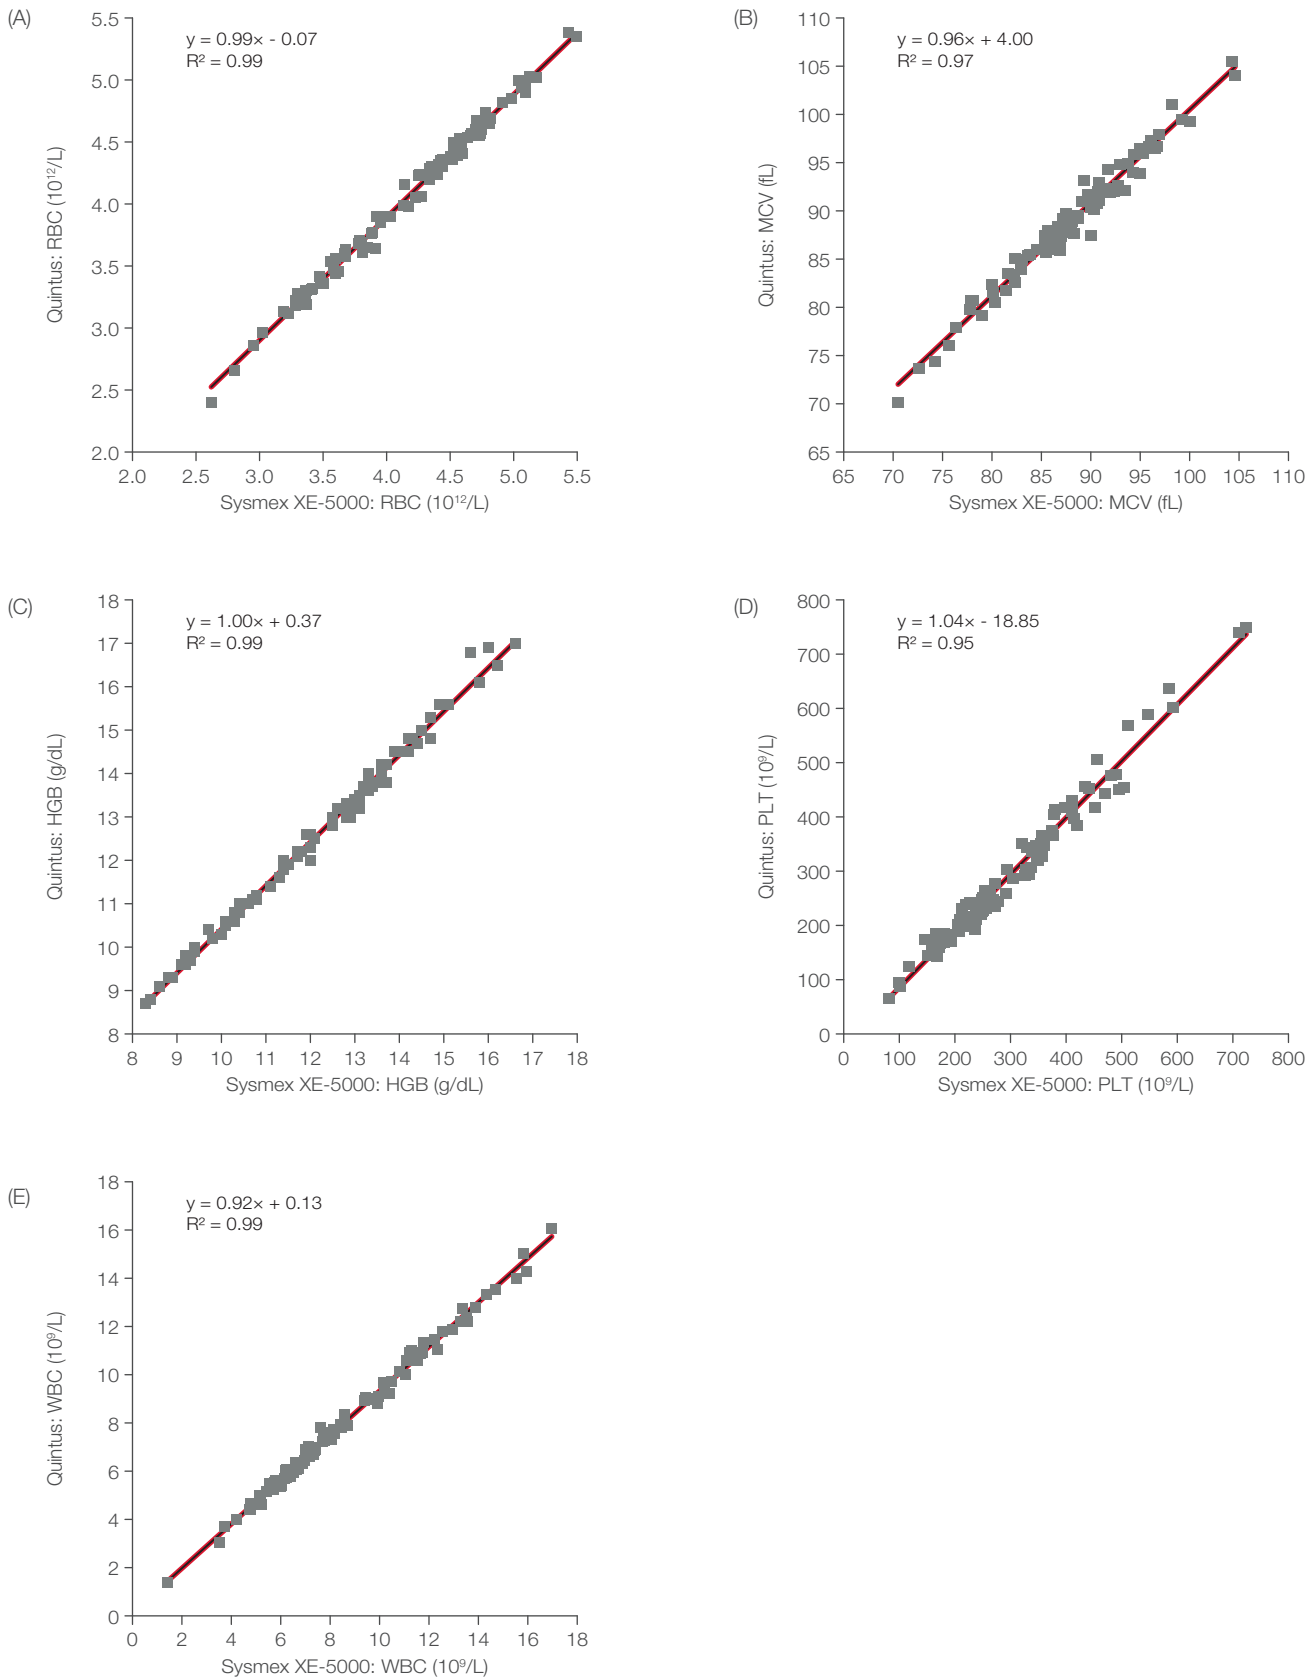 (A)
y = 0.99× - 0.07
R² = 0.99
5.5
5.0
4.5
4.0
3.5
3.0
2.5
2.0
Quintus: RBC (10¹²/L)
2.0 2.5 3.0 3.5 4.0 4.5 5.0 5.5
Sysmex XE-5000: RBC (10¹²/L)
(B)
y = 0.96× + 4.00
R² = 0.97
110
105
100
95
90
85
80
75
70
65
Quintus: MCV (fL)
65 70 75 80 85 90 95 100 105 110
Sysmex XE-5000: MCV (fL)
(C)
y = 1.00× + 0.37
R² = 0.99
18
17
16
15
14
13
12
11
10
9
8
Quintus: HGB (g/dL)
8 9 10 11 12 13 14 15 16 17 18
Sysmex XE-5000: HGB (g/dL)
(D)
y = 1.04× - 18.85
R² = 0.95
800
700
600
500
400
300
200
100
0
Quintus: PLT (10⁹/L)
0 100 200 300 400 500 600 700 800
Sysmex XE-5000: PLT (10⁹/L)
(E)
y = 0.92× + 0.13
R² = 0.99
18
16
14
12
10
8
6
4
2
0
Quintus: WBC (10⁹/L)
0 2 4 6 8 10 12 14 16 18
Sysmex XE-5000: WBC (10⁹/L)